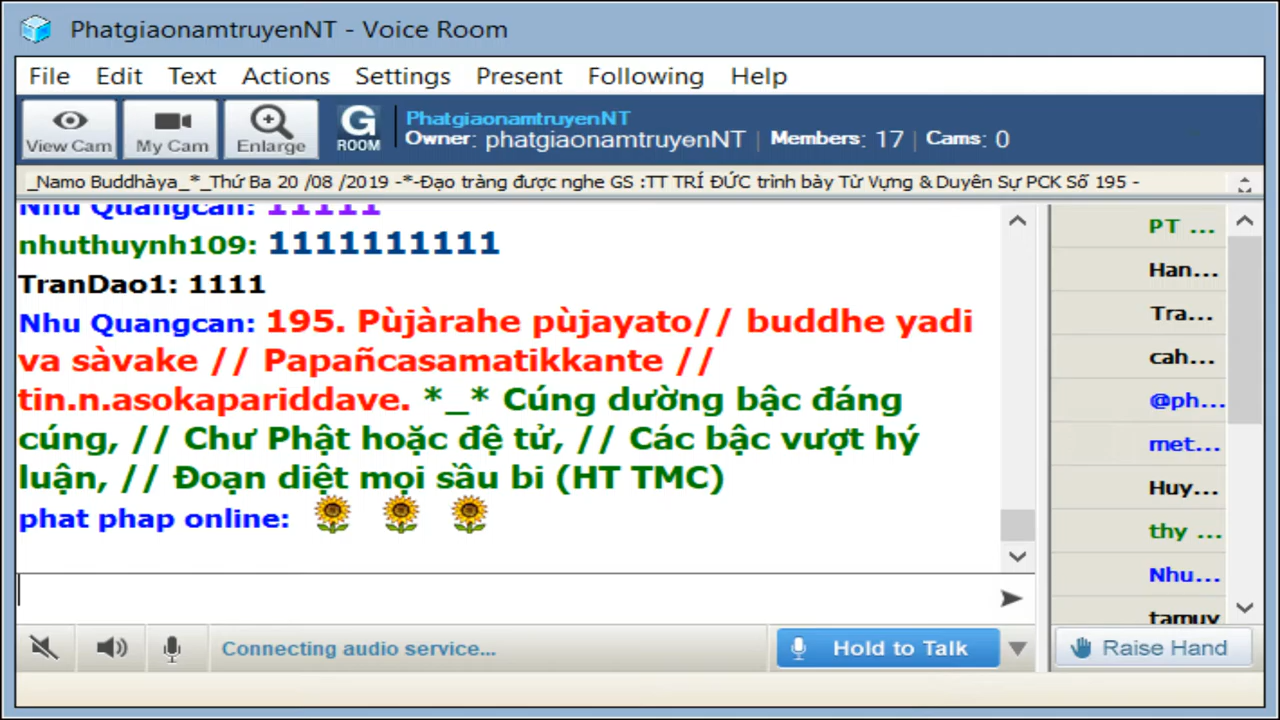 PhatgiaonamtruyenNT - Voice Room
File Edit Text Actions Settings Present Following Help
View Cam My Cam Enlarge G ROOM
PhatgiaonamtruyenNT
Owner: phatgiaonamtruyenNT | Members: 17 | Cams: 0
_Namo Buddhàya_*_Thứ Ba 20 /08 /2019 -*-Đạo tràng được nghe GS :TT TRÍ ĐỨC trình bày Từ Vựng & Duyên Sự PCK Số 195 -
Nhu Quangcan: 11111
nhuthuynh109: 1111111111
TranDao1: 1111
Nhu Quangcan: 195. Pùjàrahe pùjayato// buddhe yadi
va sàvake // Papañcasamatikkante //
tin.n.asokapariddave. *_* Cúng dường bậc đáng
cúng, // Chư Phật hoặc đệ tử, // Các bậc vượt hý
luận, // Đoạn diệt mọi sầu bi (HT TMC)
phat phap online:
PT ...
Han...
Tra...
cah...
@ph...
met...
Huy...
thy ...
Nhu...
tamuy
Connecting audio service...
Hold to Talk
Raise Hand